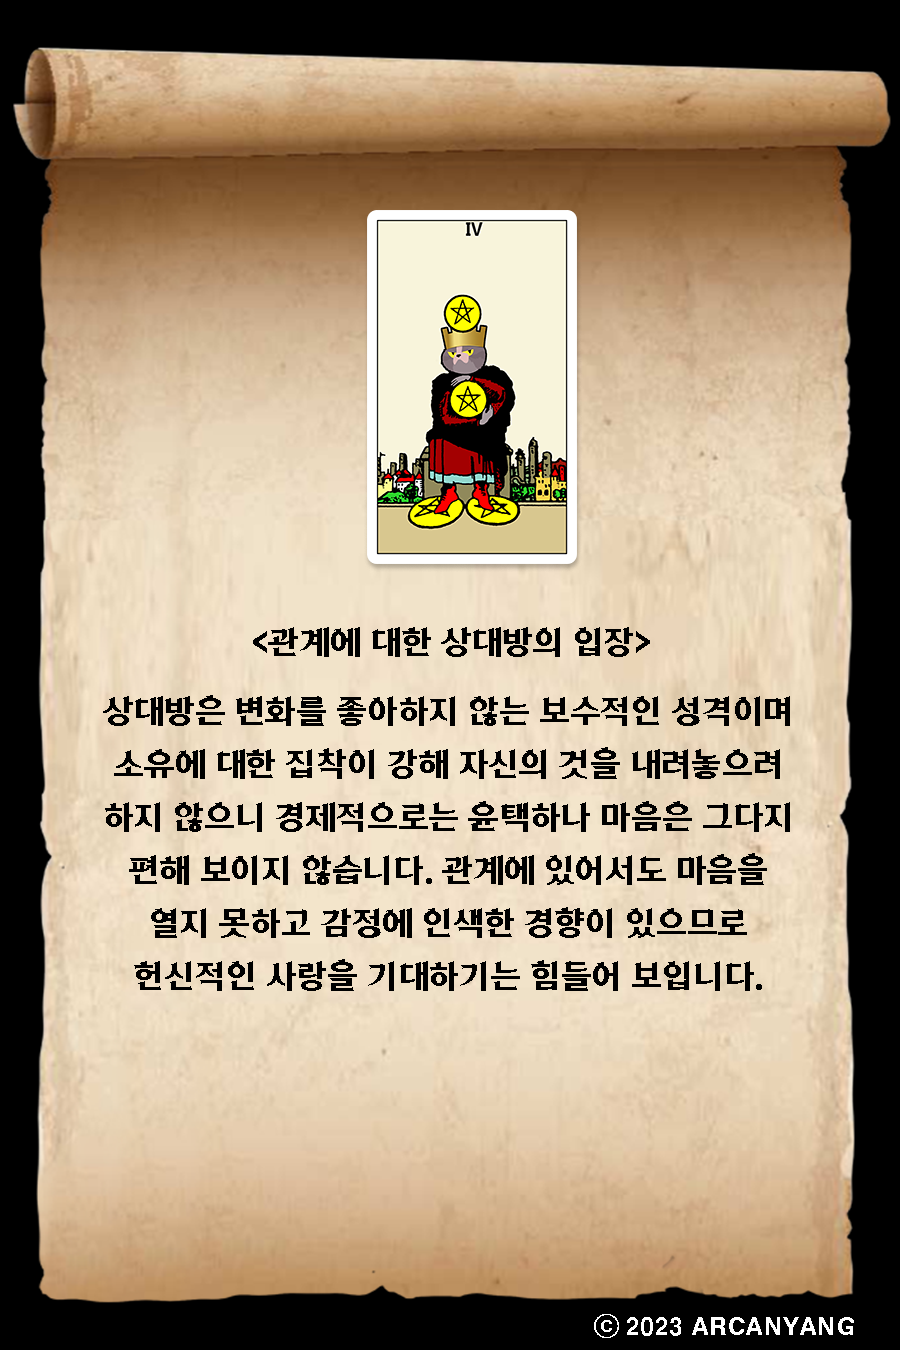 IV
<관계에 대한 상대방의 입장>
상대방은 변화를 좋아하지 않는 보수적인 성격이며
소유에 대한 집착이 강해 자신의 것을 내려놓으려
하지 않으니 경제적으로는 윤택하나 마음은 그다지
편해 보이지 않습니다. 관계에 있어서도 마음을
열지 못하고 감정에 인색한 경향이 있으므로
헌신적인 사랑을 기대하기는 힘들어 보입니다.
ⓒ 2023 ARCANYANG